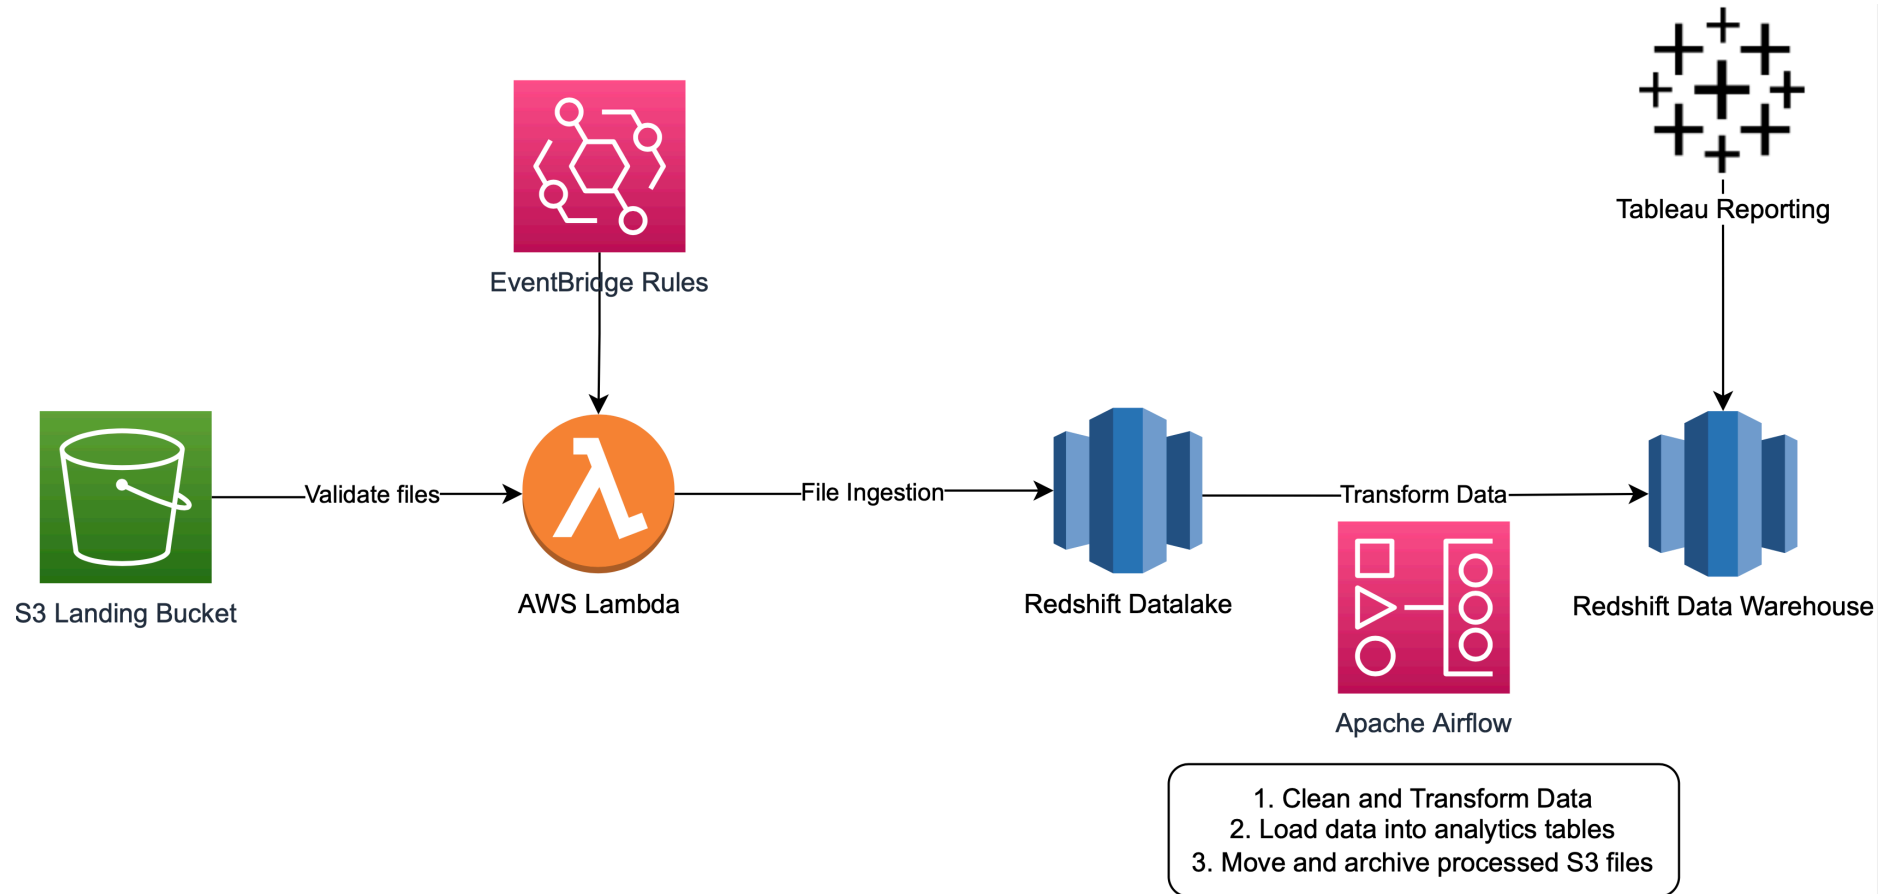 Tableau Reporting
EventBridge Rules
Validate files
File Ingestion
Transform Data
S3 Landing Bucket
AWS Lambda
Redshift Datalake
Redshift Data Warehouse
Apache Airflow
1. Clean and Transform Data
2. Load data into analytics tables
3. Move and archive processed S3 files